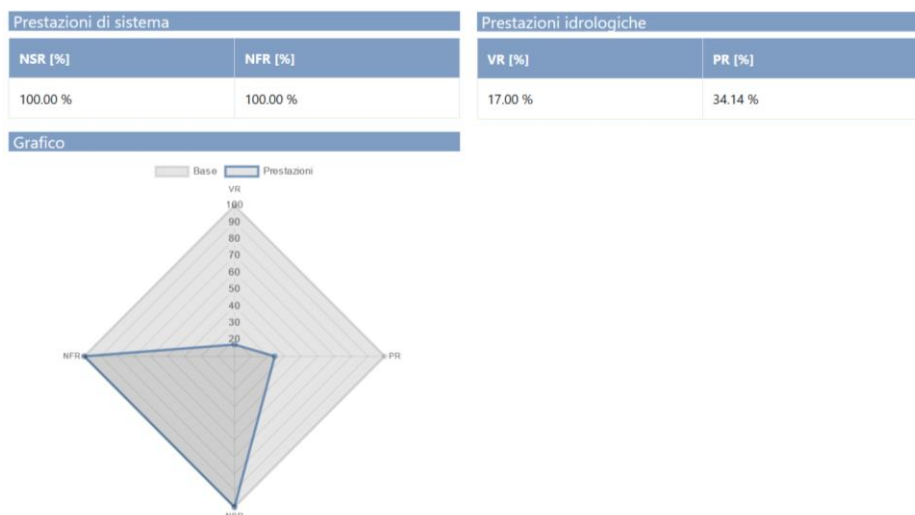 Prestazioni di sistema
NSR [%] NFR [%]
100.00 % 100.00 %
Prestazioni idrologiche
VR [%] PR [%]
17.00 % 34.14 %
Grafico
Base Prestazioni
VR
100
90
80
70
60
50
40
30
20
NFR PR
NSR